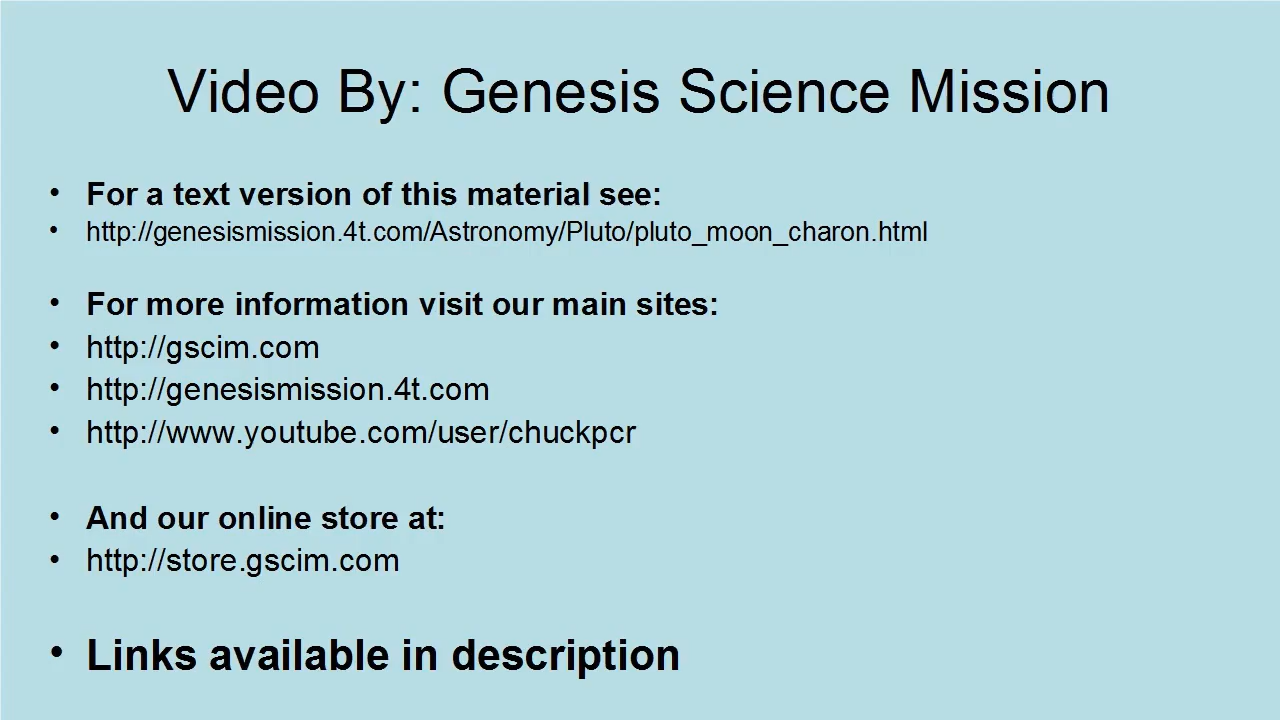 Video By: Genesis Science Mission
• For a text version of this material see:
• http://genesismission.4t.com/Astronomy/Pluto/pluto_moon_charon.html
• For more information visit our main sites:
• http://gscim.com
• http://genesismission.4t.com
• http://www.youtube.com/user/chuckpcr
• And our online store at:
• http://store.gscim.com
• Links available in description